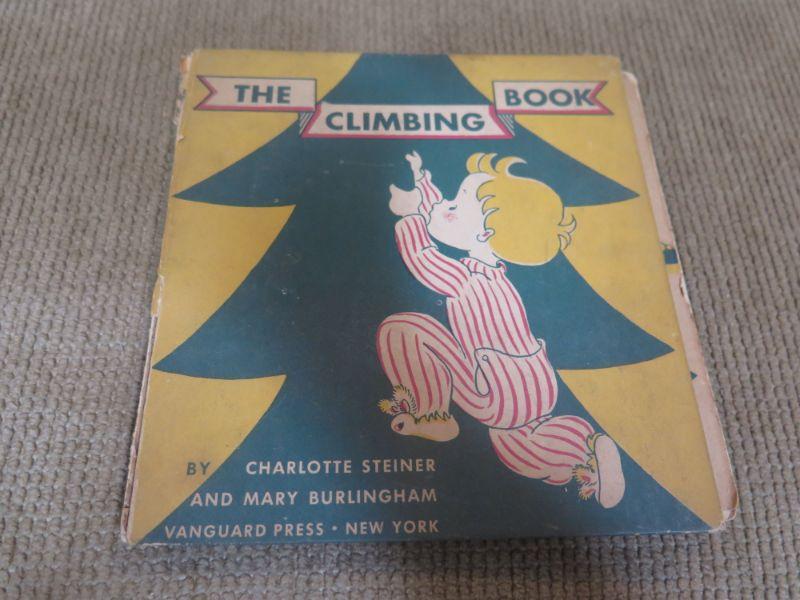 THE CLIMBING BOOK
BY CHARLOTTE STEINER
AND MARY BURLINGHAM
VANGUARD PRESS • NEW YORK